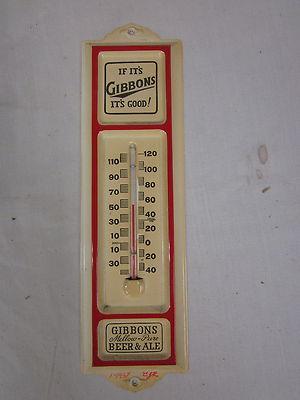 IF IT'S
GIBBONS
IT'S GOOD!
110 120
90 100
70 80
50 60
30 40
10 20
10 0
30 20
40
GIBBONS
Mellow-Pure
BEER & ALE